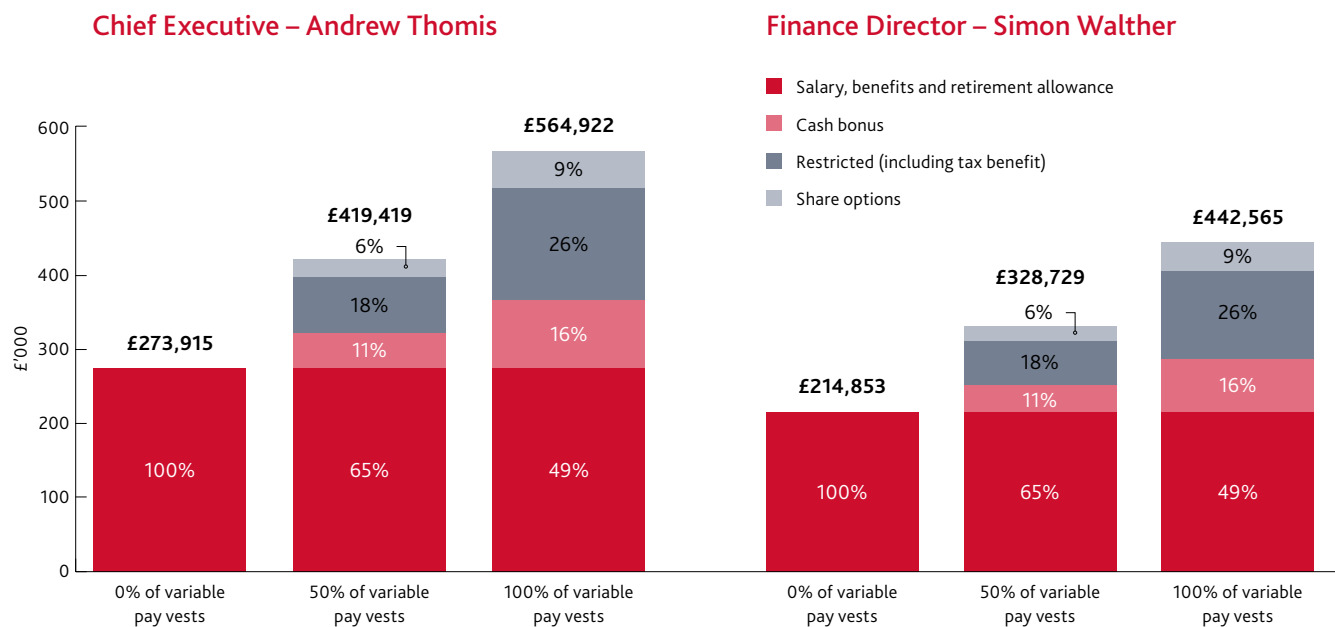 Chief Executive – Andrew Thomis
£'000
600
500
400
300
200
100
0
£273,915
100%
0% of variable
pay vests
£419,419
6%
18%
11%
65%
50% of variable
pay vests
£564,922
9%
26%
16%
49%
100% of variable
pay vests
Finance Director – Simon Walther
Salary, benefits and retirement allowance
Cash bonus
Restricted (including tax benefit)
Share options
£214,853
100%
0% of variable
pay vests
£328,729
6%
18%
11%
65%
50% of variable
pay vests
£442,565
9%
26%
16%
49%
100% of variable
pay vests